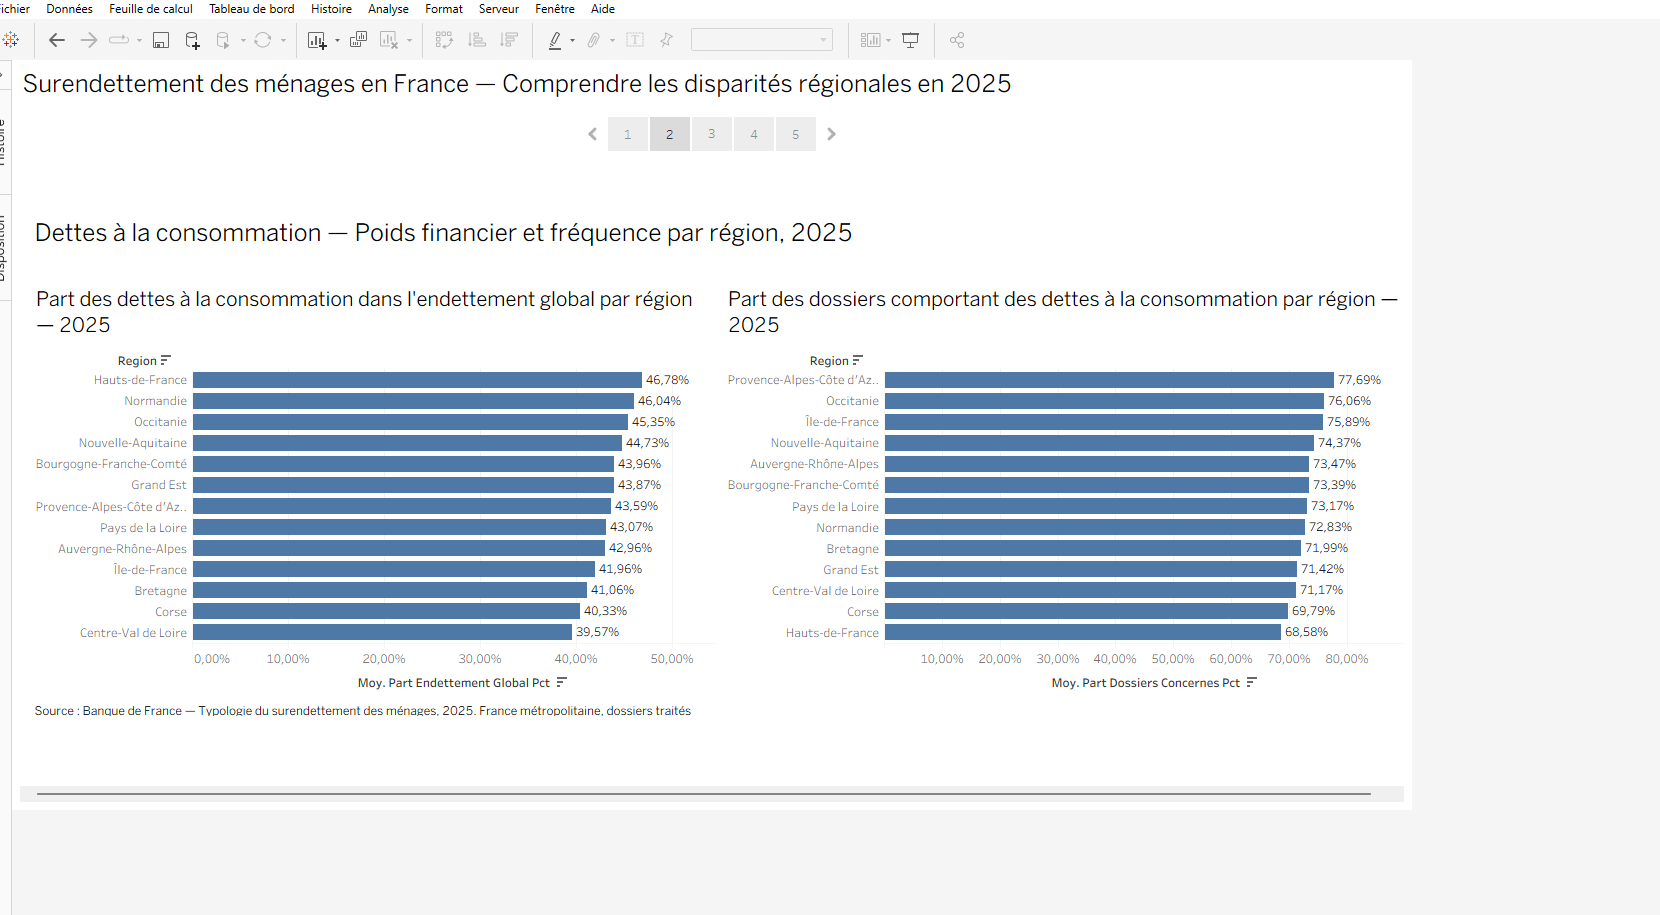 ichier Données Feuille de calcul Tableau de bord Histoire Analyse Format Serveur Fenêtre Aide
Histoire
Disposition
Surendettement des ménages en France — Comprendre les disparités régionales en 2025
1 2 3 4 5
Dettes à la consommation — Poids financier et fréquence par région, 2025
Part des dettes à la consommation dans l'endettement global par région
— 2025
Region
Hauts-de-France 46,78%
Normandie 46,04%
Occitanie 45,35%
Nouvelle-Aquitaine 44,73%
Bourgogne-Franche-Comté 43,96%
Grand Est 43,87%
Provence-Alpes-Côte d'Az.. 43,59%
Pays de la Loire 43,07%
Auvergne-Rhône-Alpes 42,96%
Île-de-France 41,96%
Bretagne 41,06%
Corse 40,33%
Centre-Val de Loire 39,57%
0,00% 10,00% 20,00% 30,00% 40,00% 50,00%
Moy. Part Endettement Global Pct
Part des dossiers comportant des dettes à la consommation par région —
2025
Region
Provence-Alpes-Côte d'Az.. 77,69%
Occitanie 76,06%
Île-de-France 75,89%
Nouvelle-Aquitaine 74,37%
Auvergne-Rhône-Alpes 73,47%
Bourgogne-Franche-Comté 73,39%
Pays de la Loire 73,17%
Normandie 72,83%
Bretagne 71,99%
Grand Est 71,42%
Centre-Val de Loire 71,17%
Corse 69,79%
Hauts-de-France 68,58%
10,00% 20,00% 30,00% 40,00% 50,00% 60,00% 70,00% 80,00%
Moy. Part Dossiers Concernes Pct
Source : Banque de France — Typologie du surendettement des ménages, 2025. France métropolitaine, dossiers traités